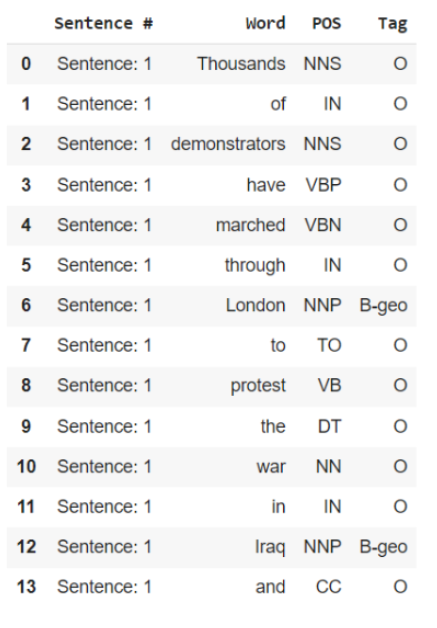 Sentence # Word POS Tag
0 Sentence: 1 Thousands NNS O
1 Sentence: 1 of IN O
2 Sentence: 1 demonstrators NNS O
3 Sentence: 1 have VBP O
4 Sentence: 1 marched VBN O
5 Sentence: 1 through IN O
6 Sentence: 1 London NNP B-geo
7 Sentence: 1 to TO O
8 Sentence: 1 protest VB O
9 Sentence: 1 the DT O
10 Sentence: 1 war NN O
11 Sentence: 1 in IN O
12 Sentence: 1 Iraq NNP B-geo
13 Sentence: 1 and CC O